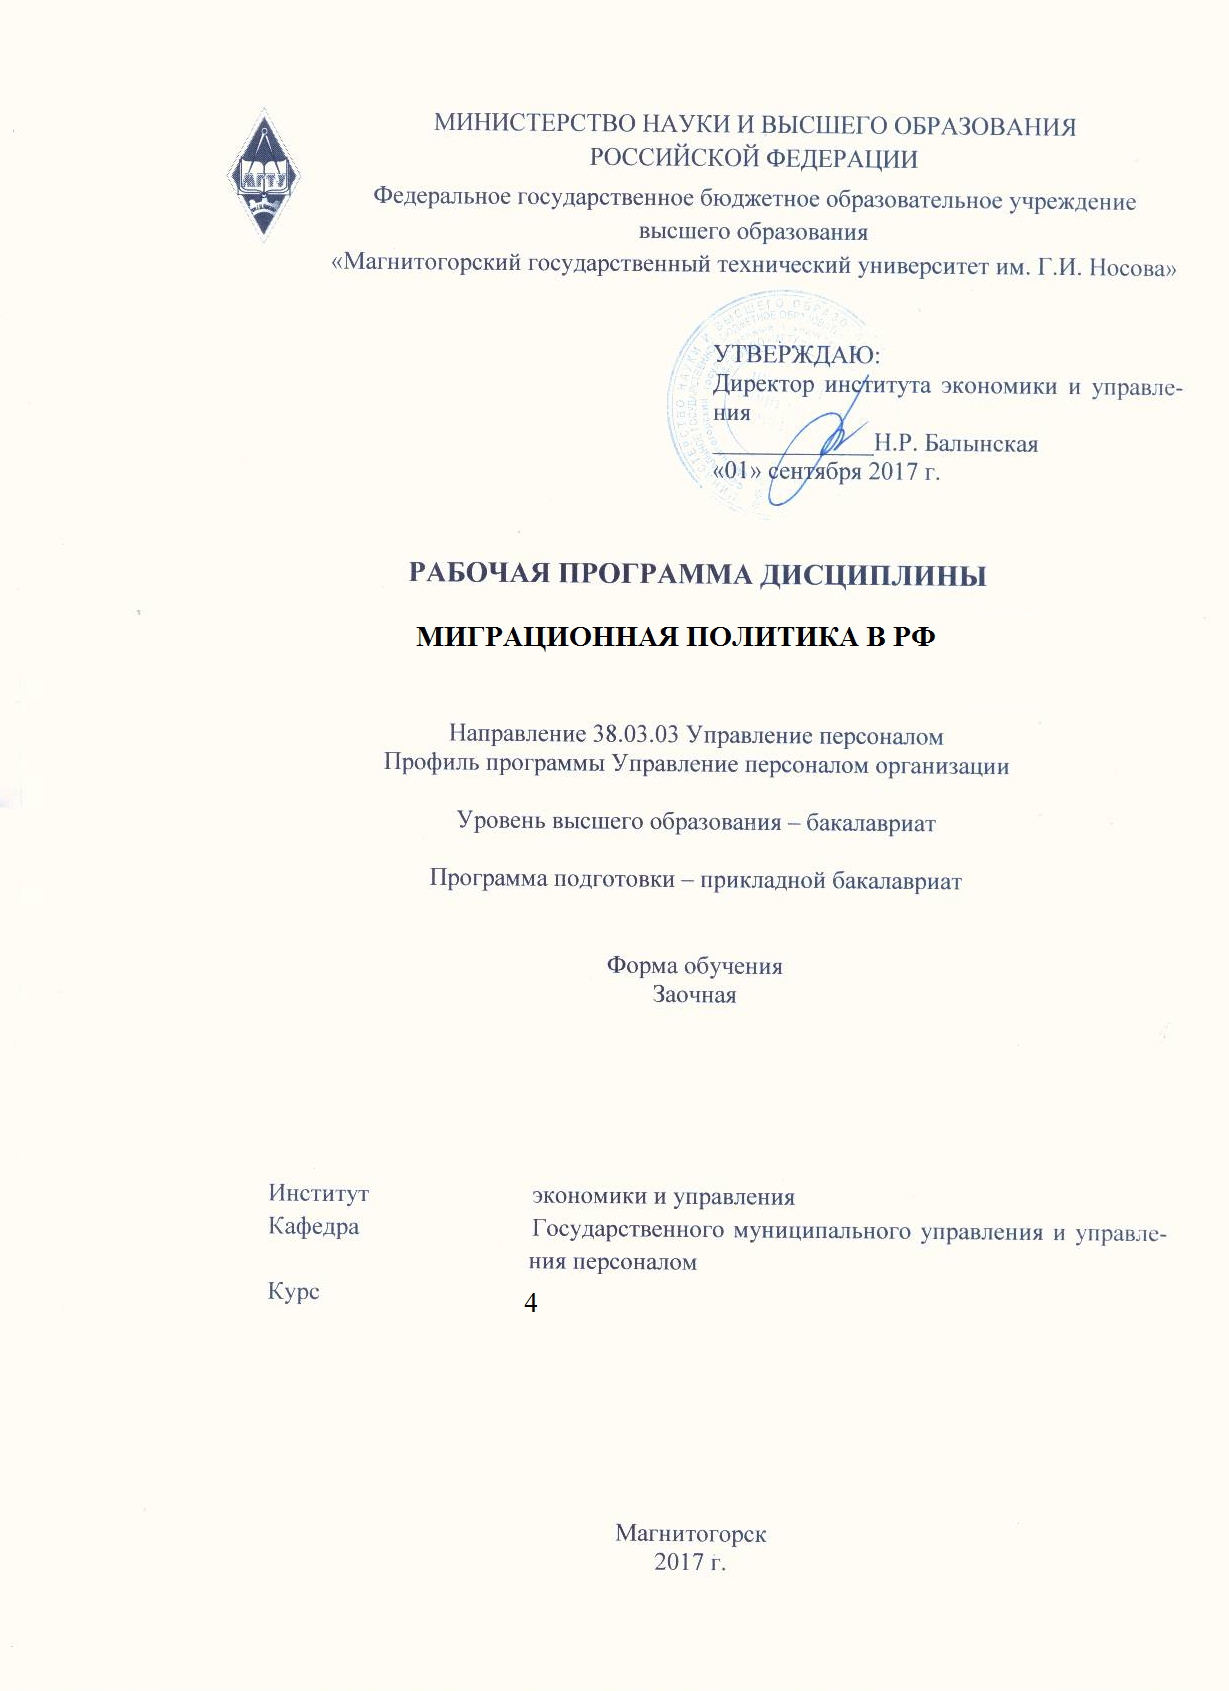 МИНИСТЕРСТВО НАУКИ И ВЫСШЕГО ОБРАЗОВАНИЯ
РОССИЙСКОЙ ФЕДЕРАЦИИ
Федеральное государственное бюджетное образовательное учреждение
высшего образования
«Магнитогорский государственный технический университет им. Г.И. Носова»
МГТУ
УТВЕРЖДАЮ:
Директор института экономики и управле-
ния
Н.Р. Балынская
«01» сентября 2017 г.
РАБОЧАЯ ПРОГРАММА ДИСЦИПЛИНЫ
МИГРАЦИОННАЯ ПОЛИТИКА В РФ
Направление 38.03.03 Управление персоналом
Профиль программы Управление персоналом организации
Уровень высшего образования – бакалавриат
Программа подготовки – прикладной бакалавриат
Форма обучения
Заочная
Институт экономики и управления
Кафедра Государственного муниципального управления и управле-
ния персоналом
Курс 4
Магнитогорск
2017 г.